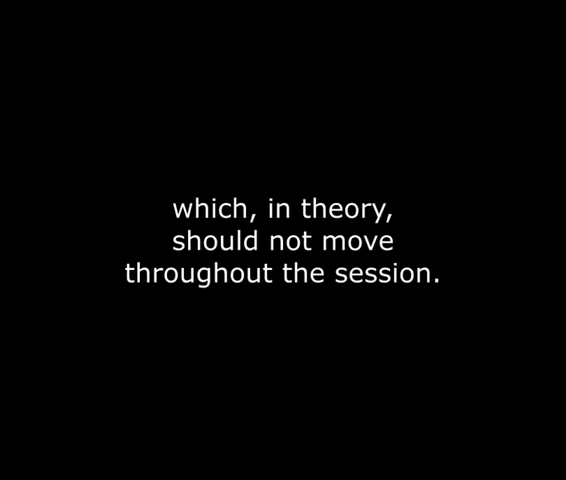 which, in theory,
should not move
throughout the session.